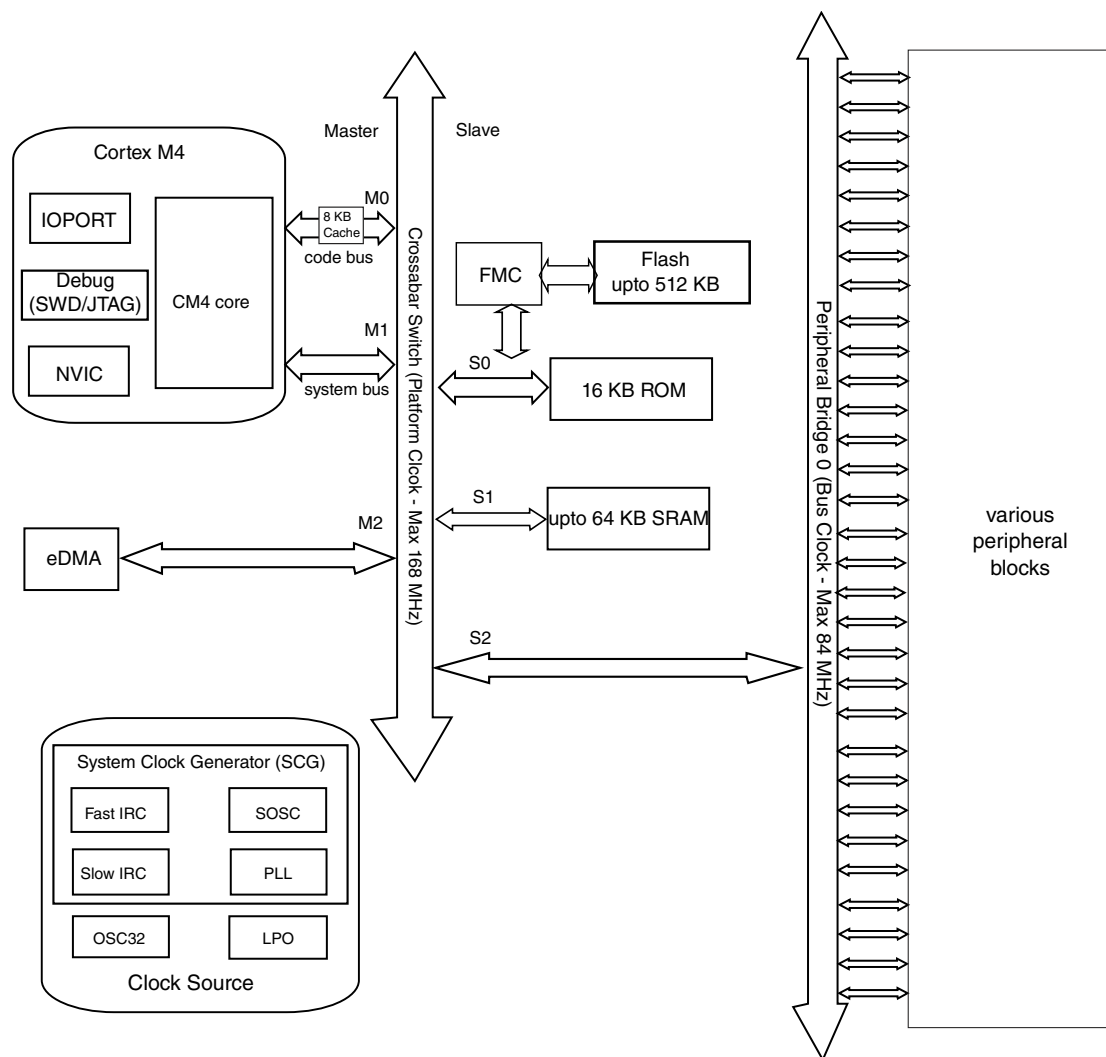 Master
Slave
Cortex M4
IOPORT
Debug
(SWD/JTAG)
NVIC
CM4 core
M0
8 KB
Cache
code bus
M1
system bus
Crossabar Switch (Platform Clcok - Max 168 MHz)
FMC
Flash
upto 512 KB
S0
16 KB ROM
S1
upto 64 KB SRAM
M2
eDMA
S2
Peripheral Bridge 0 (Bus Clock - Max 84 MHz)
various
peripheral
blocks
System Clock Generator (SCG)
Fast IRC
SOSC
Slow IRC
PLL
OSC32
LPO
Clock Source